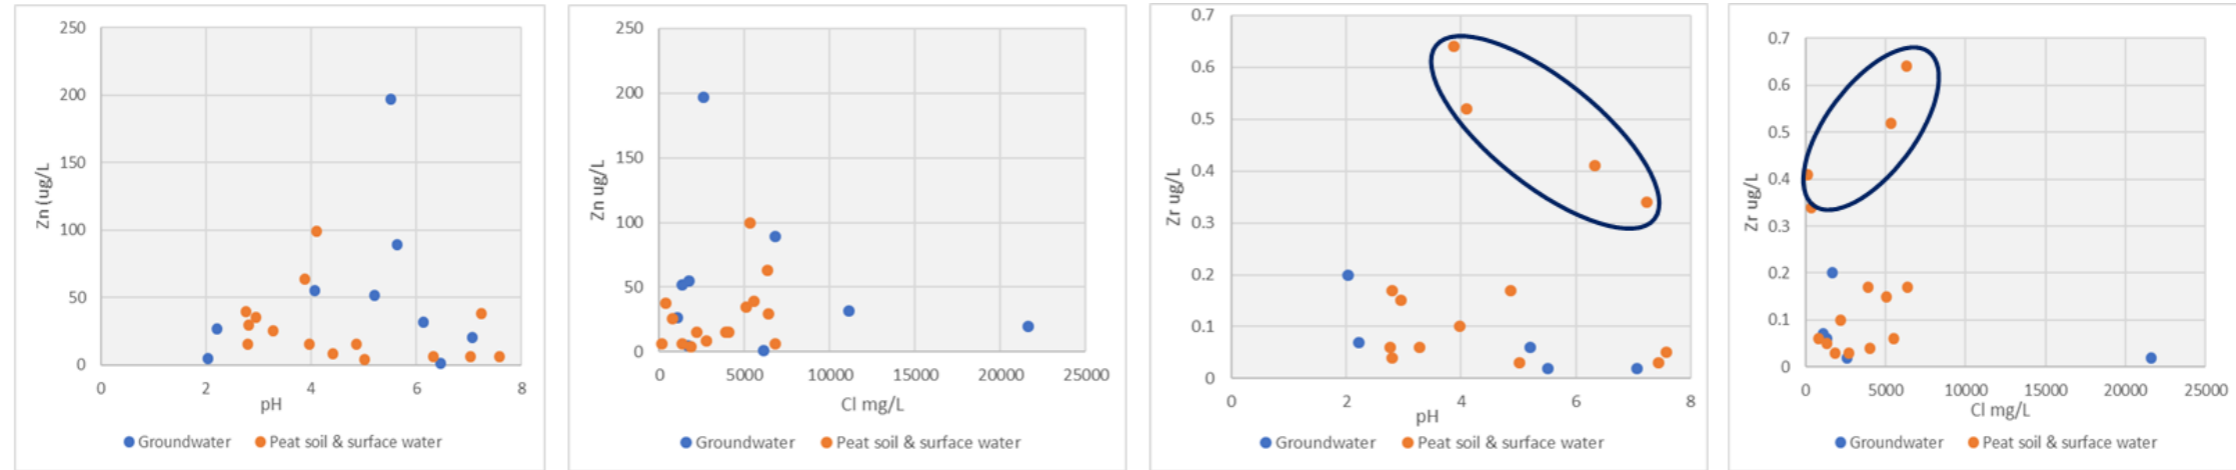 250
200
150
100
50
0
Zn (ug/L
0 2 4 6 8
pH
Groundwater Peat soil & surface water
250
200
150
100
50
0
Zn ug/L
0 5000 10000 15000 20000 25000
Cl mg/L
Groundwater Peat soil & surface water
0.7
0.6
0.5
0.4
0.3
0.2
0.1
0
Zr ug/L
0 2 4 6 8
pH
Groundwater Peat soil & surface water
0.7
0.6
0.5
0.4
0.3
0.2
0.1
0
Zr ug/L
0 5000 10000 15000 20000 25000
Cl mg/L
Groundwater Peat soil & surface water